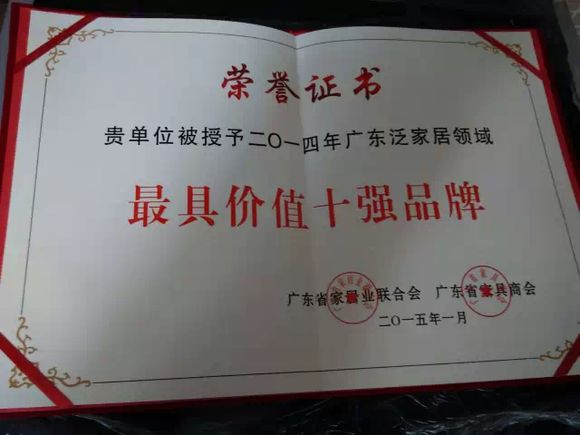 荣誉证书
贵单位被授予二〇一四年广东泛家居领域
最具价值十强品牌
广东省家居业联合会 广东省家具商会
二〇一五年一月